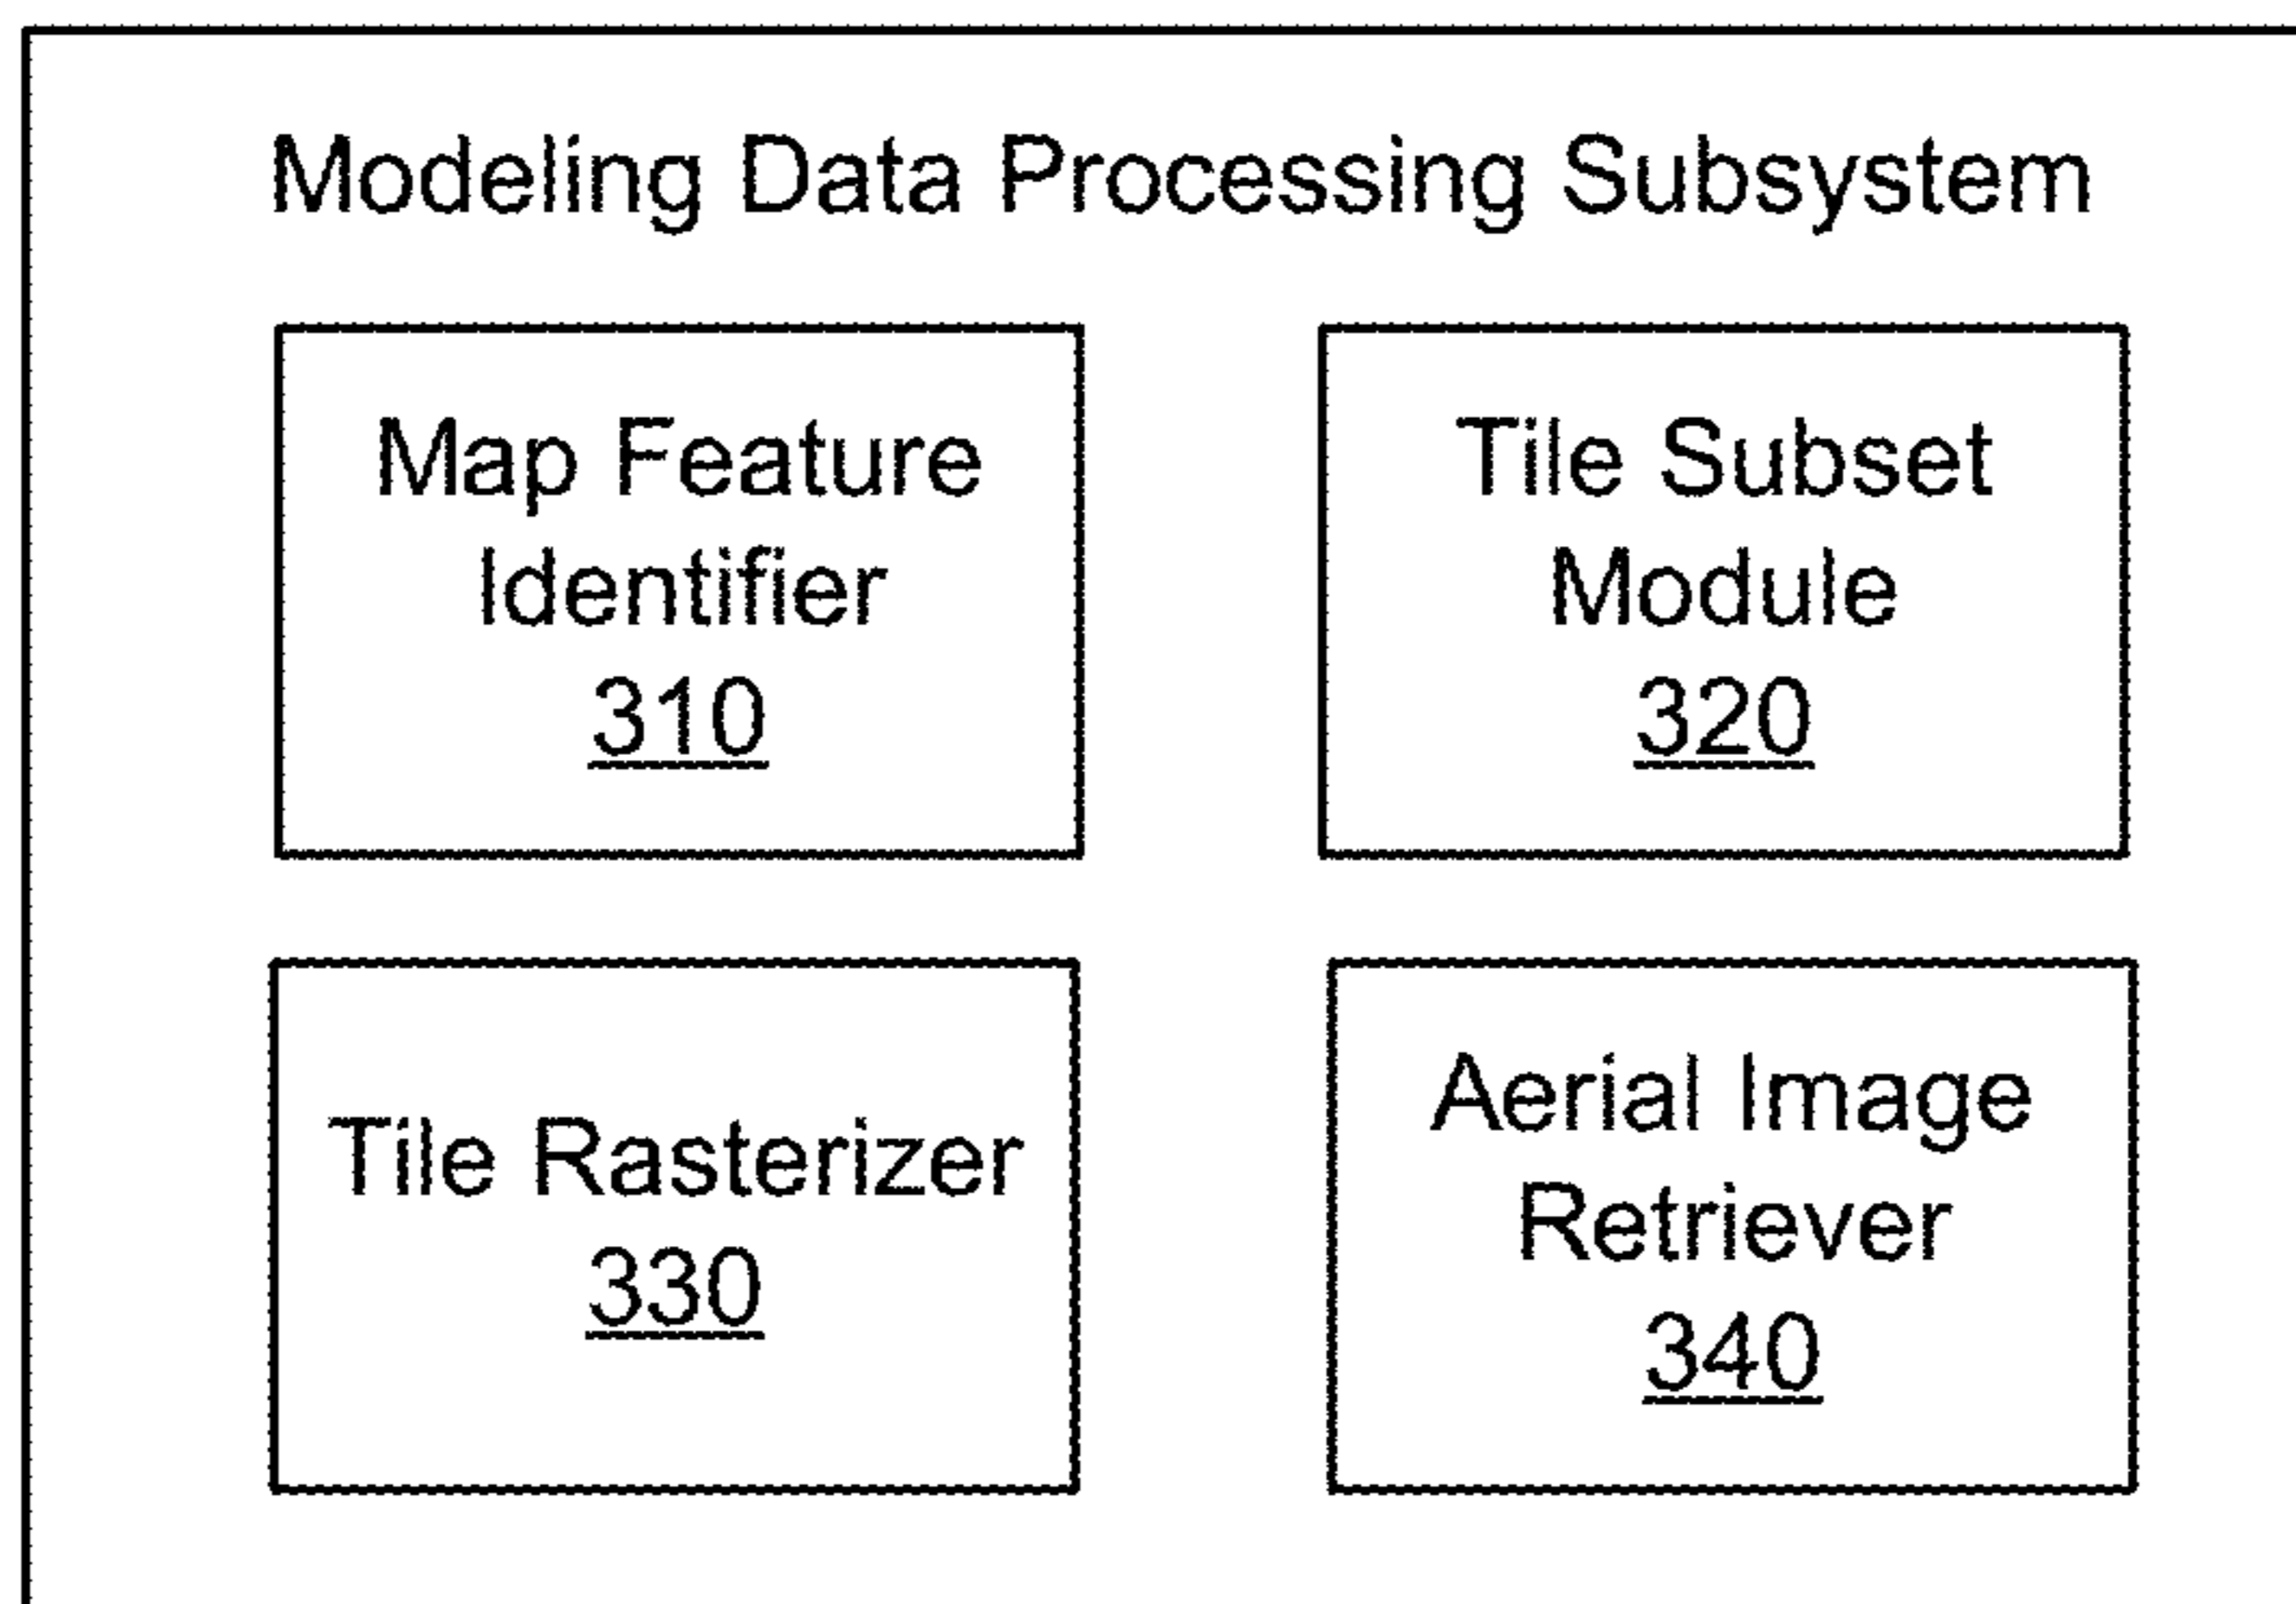 Modeling Data Processing Subsystem
Map Feature
Identifier
310
Tile Subset
Module
320
Tile Rasterizer
330
Aerial Image
Retriever
340